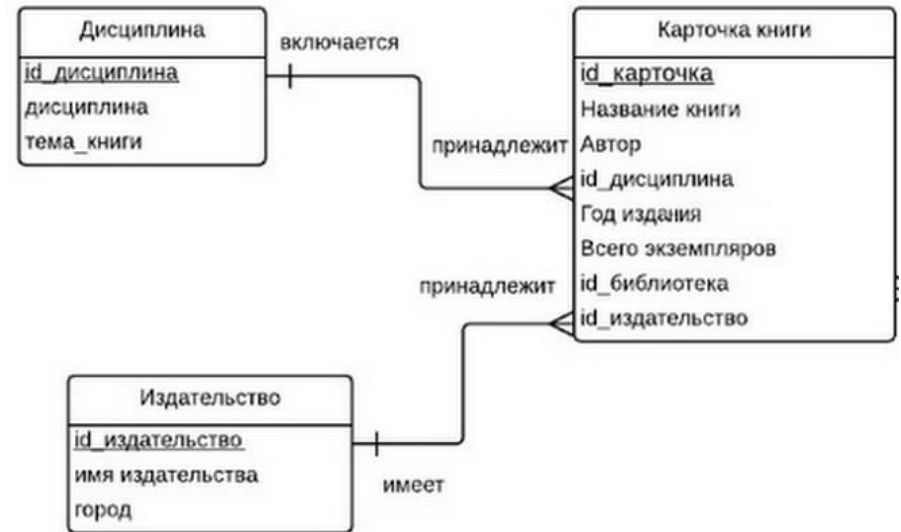 Дисциплина
id_дисциплина
дисциплина
тема_книги
включается
принадлежит
Карточка книги
id_карточка
Название книги
Автор
id_дисциплина
Год издания
Всего экземпляров
id_библиотека
id_издательство
принадлежит
Издательство
id_издательство
имя издательства
город
имеет